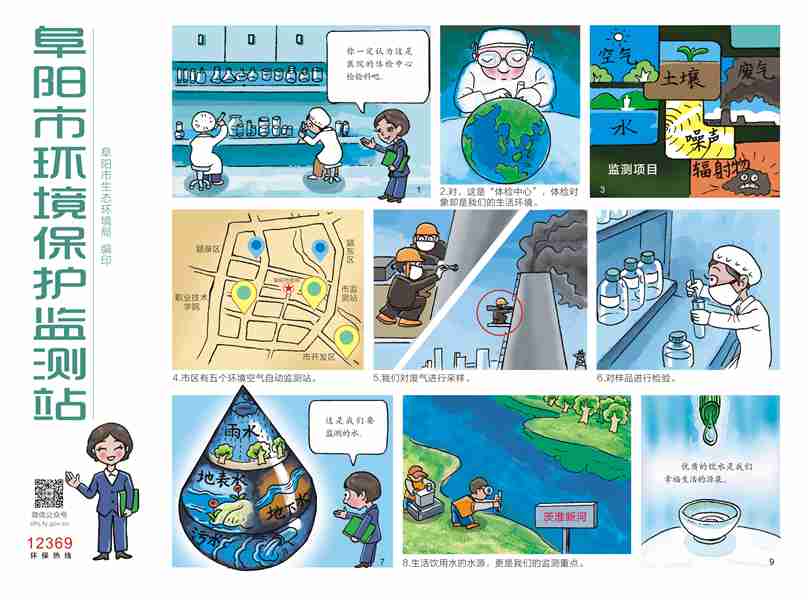 阜阳市环境保护监测站
阜阳市生态环境局 编印
微信公众号
12369
环保热线
你一定认为这是
医院的体检中心
检验科吧.
1
2.对，这是“体检中心”，体检对
象即是我们的生活环境。
空气
土壤
废气
水
噪声
监测项目
辐射物
3
颍泉区
颍东区
职业技术
学院
市监
测站
市开发区
4.市区有五个环境空气自动监测站。
5.我们对废气进行采样。
6.对样品进行检验。
雨水
地表水
地下水
污水
这是我们要
监测的水.
7
茨淮新河
8.生活饮用水的水源，更是我们的监测重点。
优质的饮水是我们
幸福生活的源泉。
9